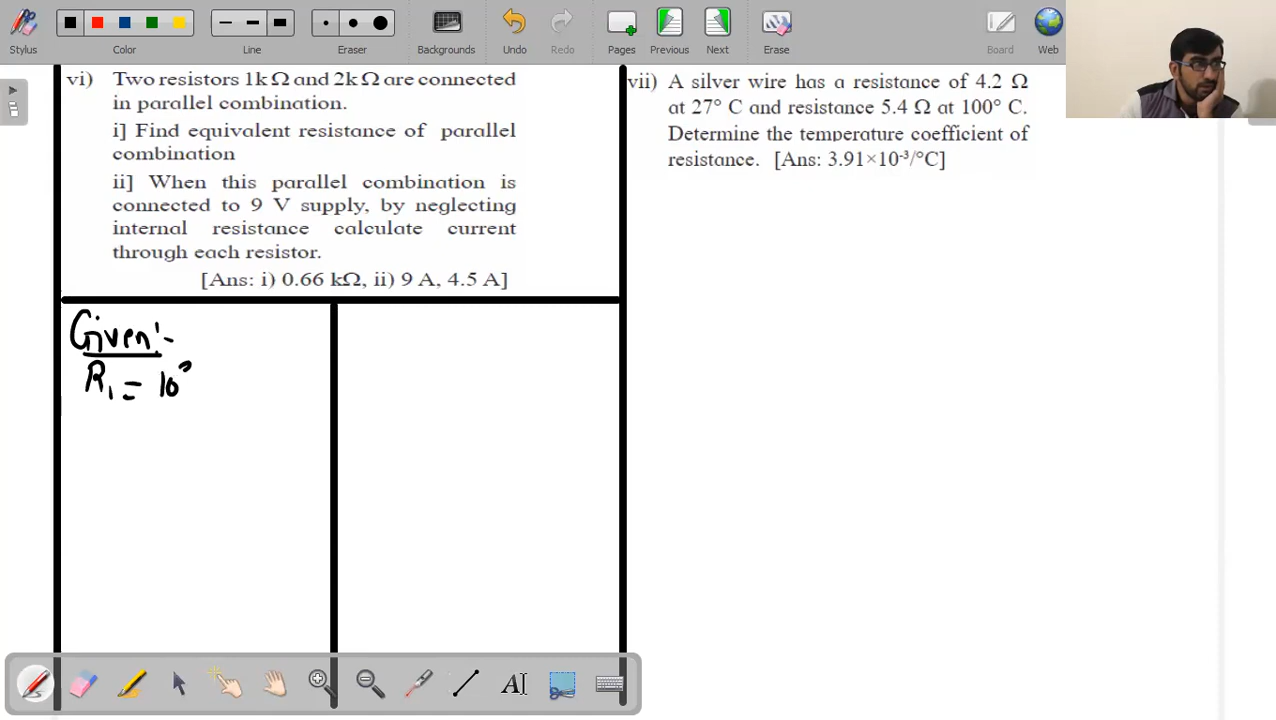 Stylus
Color
Line
Eraser
Backgrounds
Undo
Redo
Pages
Previous
Next
Erase
Board
Web
vi) Two resistors 1k Ω and 2k Ω are connected
in parallel combination.
i] Find equivalent resistance of parallel
combination
ii] When this parallel combination is
connected to 9 V supply, by neglecting
internal resistance calculate current
through each resistor.
[Ans: i) 0.66 kΩ, ii) 9 A, 4.5 A]
Given:-
R₁ = 10³
vii) A silver wire has a resistance of 4.2 Ω
at 27° C and resistance 5.4 Ω at 100° C.
Determine the temperature coefficient of
resistance. [Ans: 3.91×10⁻³/°C]